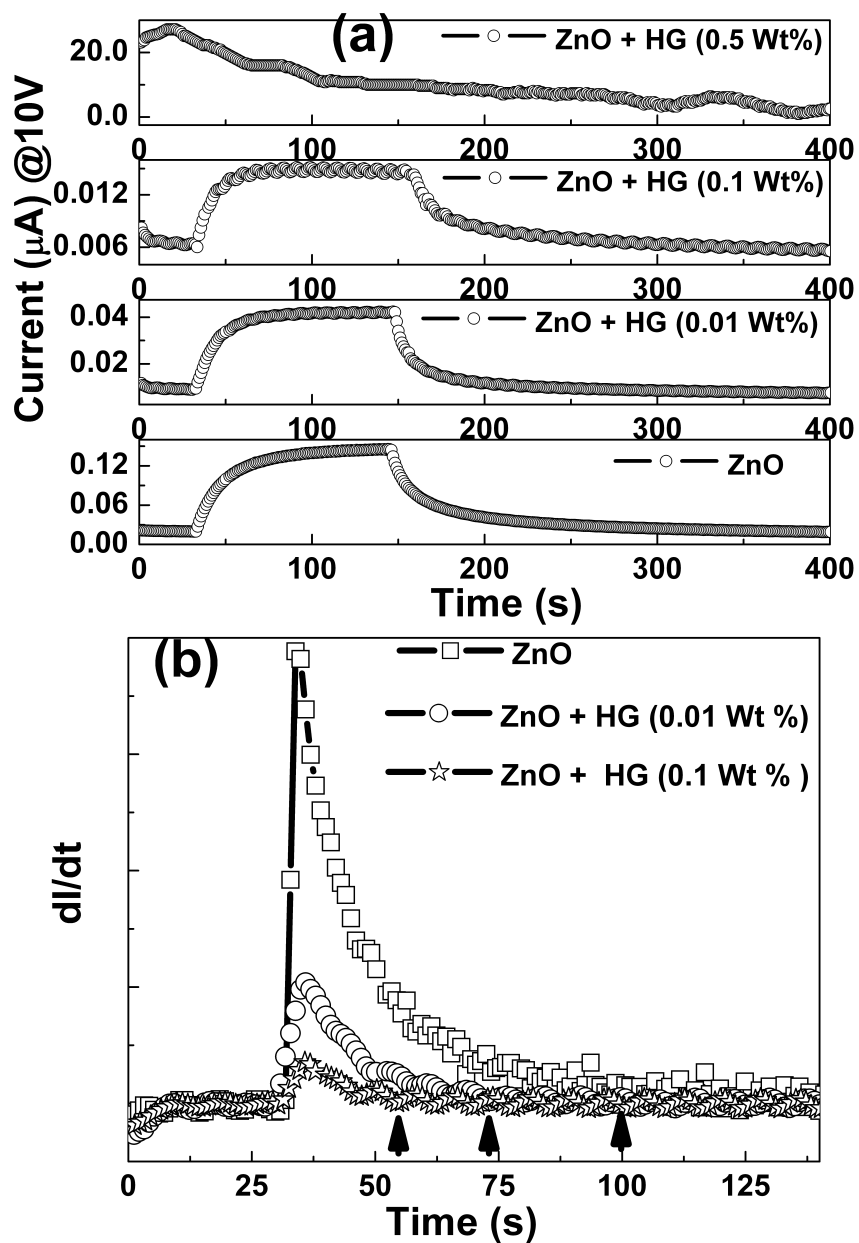 (a)
ZnO + HG (0.5 Wt%)
20.0
0.0
0 100 200 300 400
ZnO + HG (0.1 Wt%)
0.012
0.006
0 100 200 300 400
ZnO + HG (0.01 Wt%)
0.04
0.02
0 100 200 300 400
ZnO
0.12
0.06
0.00
0 100 200 300 400
Current (μA) @10V
Time (s)
(b)
ZnO
ZnO + HG (0.01 Wt %)
ZnO + HG (0.1 Wt % )
dI/dt
0 25 50 75 100 125
Time (s)